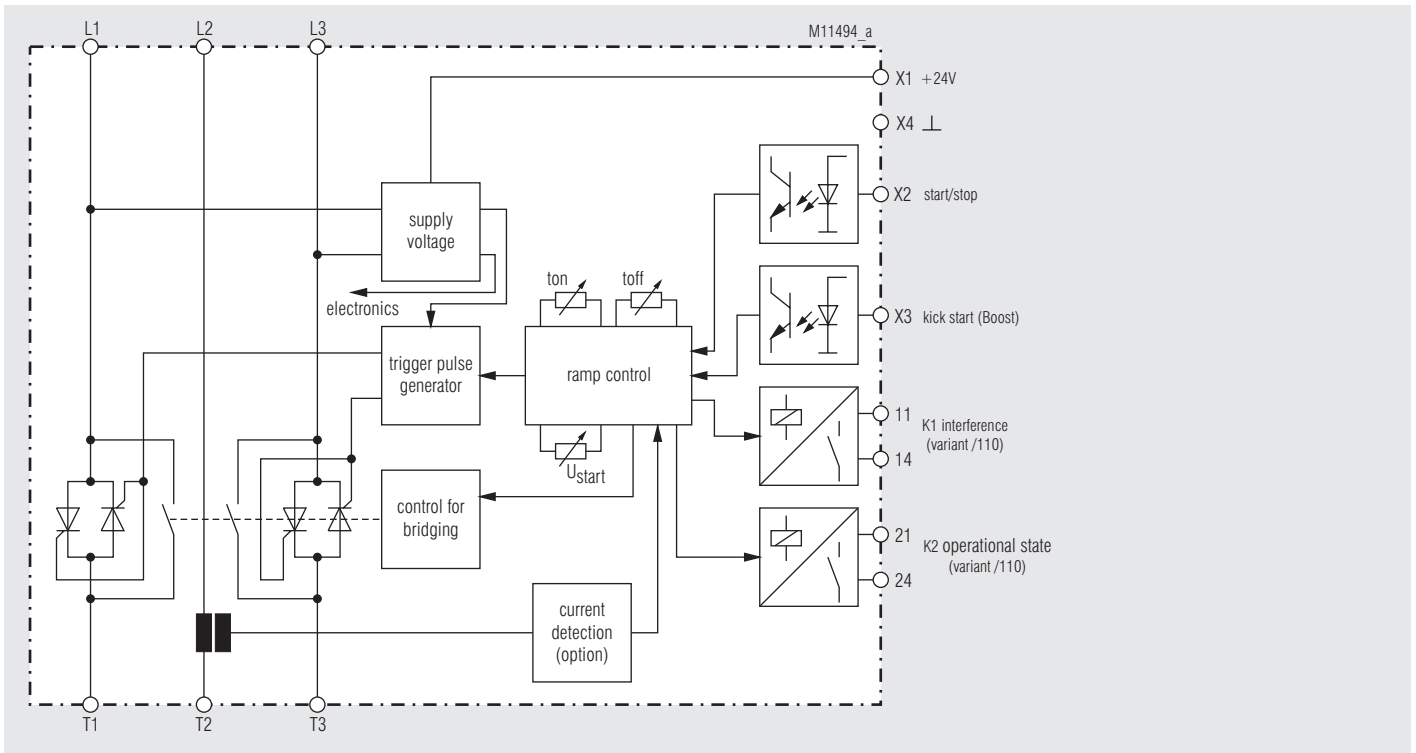 L1
L2
L3
M11494_a
X1 +24V
X4
supply
voltage
X2 start/stop
ton
toff
electronics
X3 kick start (Boost)
trigger pulse
generator
ramp control
11
K1 interference
(variant /110)
14
Ustart
control for
bridging
21
K2 operational state
(variant /110)
24
current
detection
(option)
T1
T2
T3